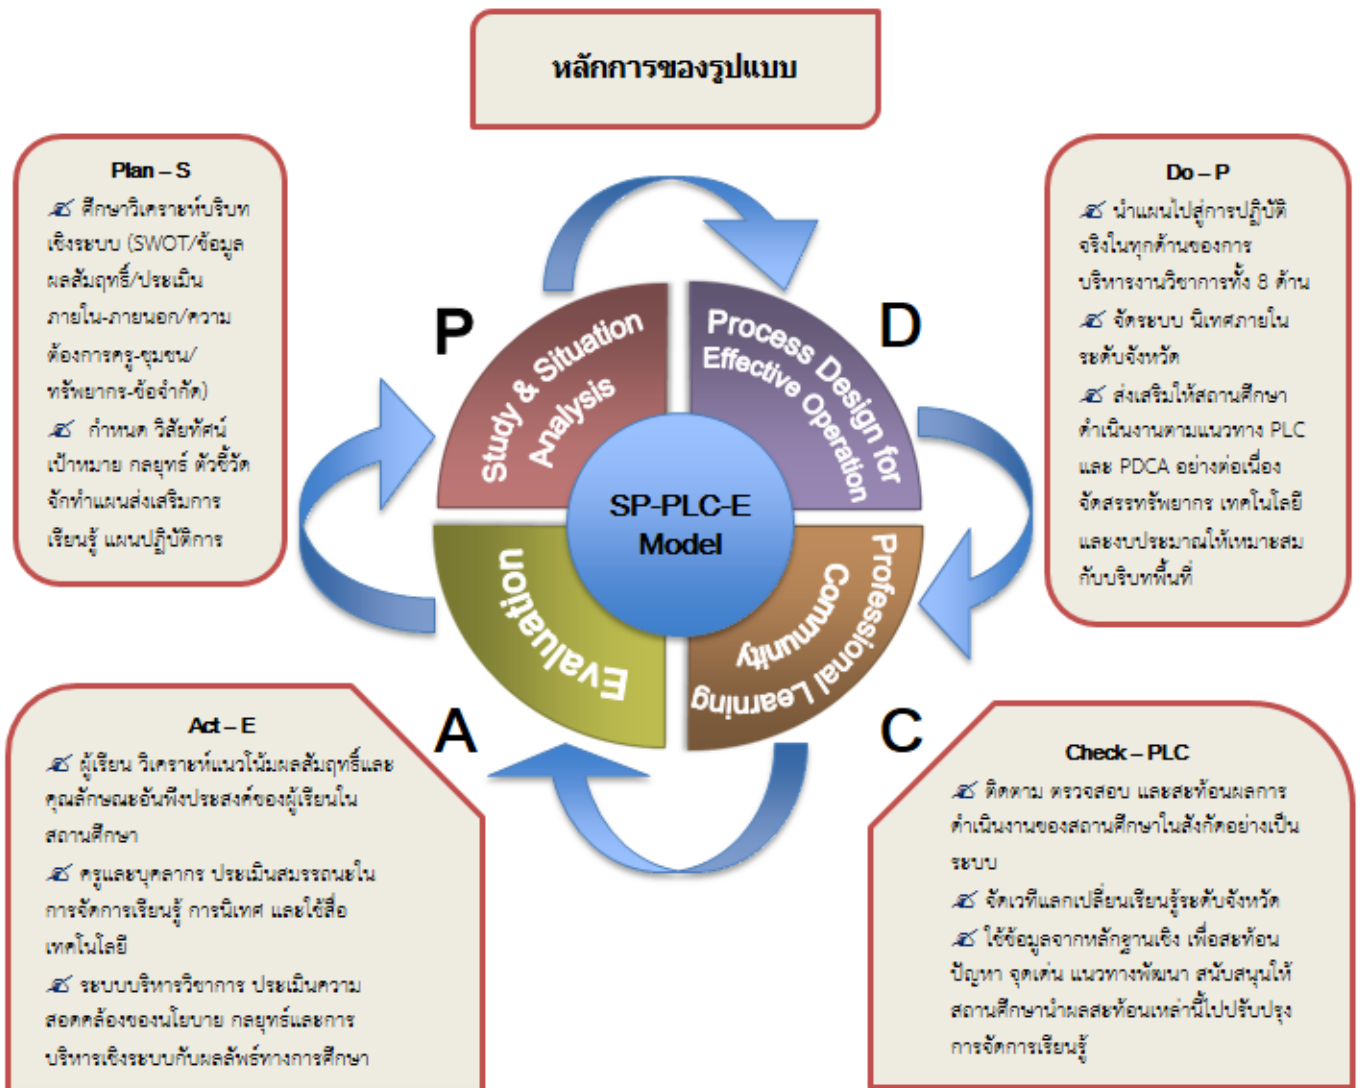 หลักการของรูปแบบ
Plan – S
ศึกษาวิเคราะห์บริบท
เชิงระบบ (SWOT/ข้อมูล
ผลสัมฤทธิ์/ประเมิน
ภายใน-ภายนอก/ความ
ต้องการครู-ชุมชน/
ทรัพยากร-ข้อจำกัด)
กำหนด วิสัยทัศน์
เป้าหมาย กลยุทธ์ ตัวชี้วัด
จักทำแผนส่งเสริมการ
เรียนรู้ แผนปฏิบัติการ
P
Study & Situation
Analysis
D
Process Design for
Effective Operation
Do – P
นำแผนไปสู่การปฏิบัติ
จริงในทุกด้านของการ
บริหารงานวิชาการทั้ง 8 ด้าน
จัดระบบ นิเทศภายใน
ระดับจังหวัด
ส่งเสริมให้สถานศึกษา
ดำเนินงานตามแนวทาง PLC
และ PDCA อย่างต่อเนื่อง
จัดสรรทรัพยากร เทคโนโลยี
และงบประมาณให้เหมาะสม
กับบริบทพื้นที่
SP-PLC-E
Model
Evaluation
Professional Learning
Community
A
C
Act – E
ผู้เรียน วิเคราะห์แนวโน้มผลสัมฤทธิ์และ
คุณลักษณะอันพึงประสงค์ของผู้เรียนใน
สถานศึกษา
ครูและบุคลากร ประเมินสมรรถนะใน
การจัดการเรียนรู้ การนิเทศ และใช้สื่อ
เทคโนโลยี
ระบบบริหารวิชาการ ประเมินความ
สอดคล้องของนโยบาย กลยุทธ์และการ
บริหารเชิงระบบกับผลลัพธ์ทางการศึกษา
Check – PLC
ติดตาม ตรวจสอบ และสะท้อนผลการ
ดำเนินงานของสถานศึกษาในสังกัดอย่างเป็น
ระบบ
จัดเวทีแลกเปลี่ยนเรียนรู้ระดับจังหวัด
ใช้ข้อมูลจากหลักฐานเชิง เพื่อสะท้อน
ปัญหา จุดเด่น แนวทางพัฒนา สนับสนุนให้
สถานศึกษานำผลสะท้อนเหล่านี้ไปปรับปรุง
การจัดการเรียนรู้